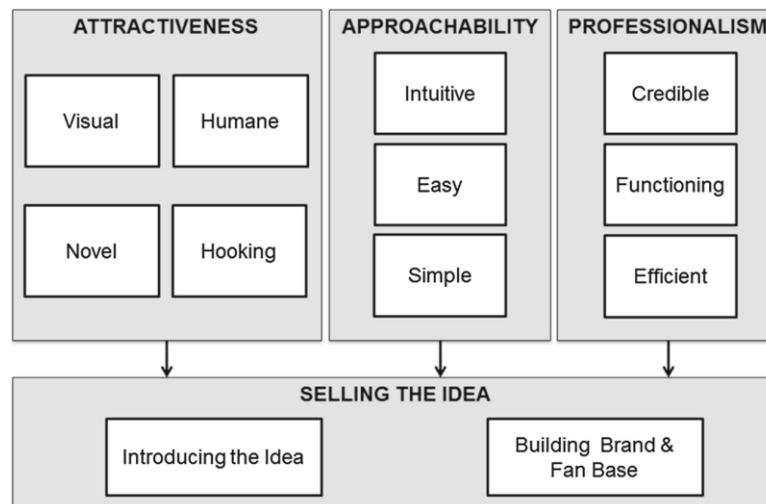 ATTRACTIVENESS
Visual
Humane
Novel
Hooking
APPROACHABILITY
Intuitive
Easy
Simple
PROFESSIONALISM
Credible
Functioning
Efficient
SELLING THE IDEA
Introducing the Idea
Building Brand &
Fan Base